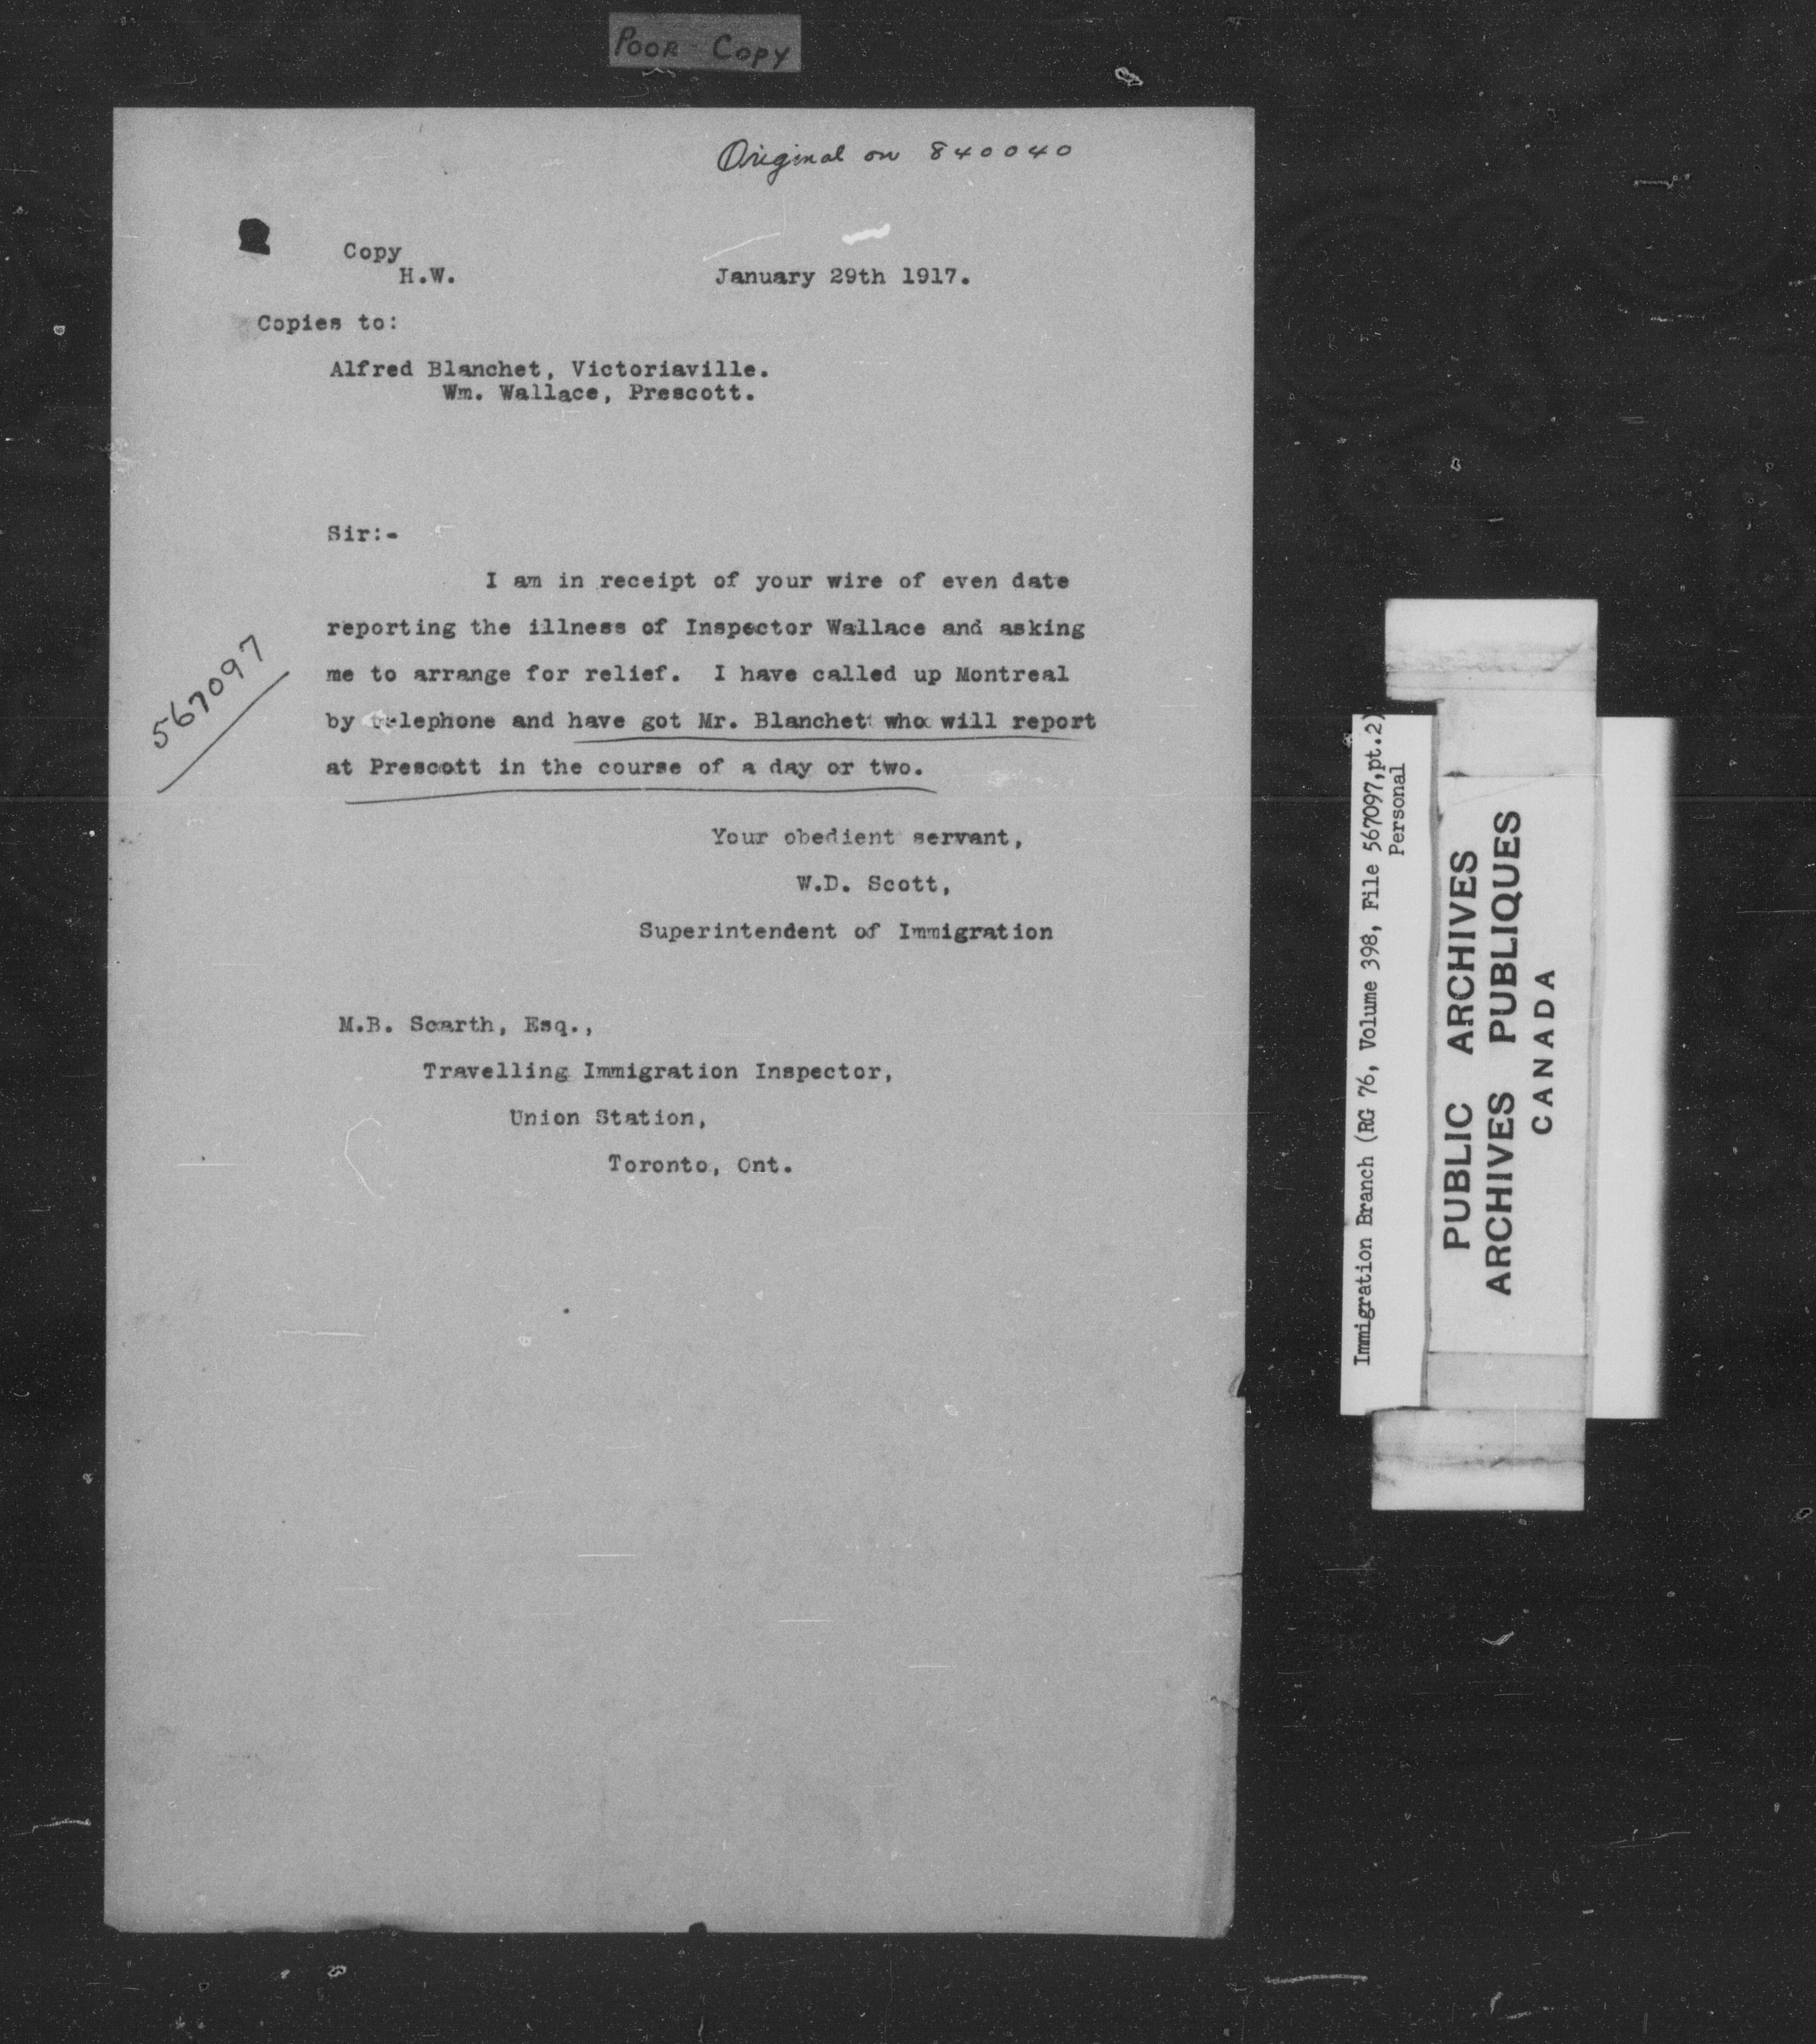 POOR COPY
Original on 840040
Copy
H.W.
January 29th 1917.
Copies to:
Alfred Blanchet, Victoriaville.
Wm. Wallace, Prescott.
Sir:-
I am in receipt of your wire of even date
reporting the illness of Inspector Wallace and asking
me to arrange for relief. I have called up Montreal
by telephone and have got Mr. Blanchet who will report
at Prescott in the course of a day or two.
567097
Your obedient servant,
W.D. Scott,
Superintendent of Immigration
M.B. Scarth, Esq.,
Travelling Immigration Inspector,
Union Station,
Toronto, Ont.
Immigration Branch (RG 76, Volume 398, File 567097,pt.2)
Personal
PUBLIC ARCHIVES
ARCHIVES PUBLIQUES
CANADA